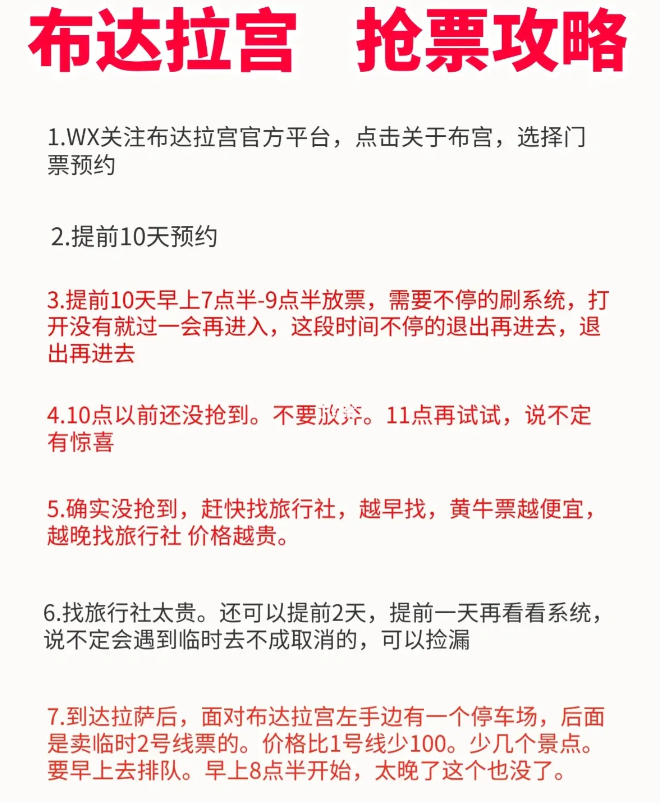 布达拉宫 抢票攻略
1.WX关注布达拉宫官方平台，点击关于布宫，选择门
票预约
2.提前10天预约
3.提前10天早上7点半-9点半放票，需要不停的刷系统，打
开没有就过一会再进入，这段时间不停的退出再进去，退
出再进去
4.10点以前还没抢到。不要放弃。11点再试试，说不定
有惊喜
5.确实没抢到，赶快找旅行社，越早找，黄牛票越便宜，
越晚找旅行社 价格越贵。
6.找旅行社太贵。还可以提前2天，提前一天再看看系统，
说不定会遇到临时去不成取消的，可以捡漏
7.到达拉萨后，面对布达拉宫左手边有一个停车场，后面
是卖临时2号线票的。价格比1号线少100。少几个景点。
要早上去排队。早上8点半开始，太晚了这个也没了。